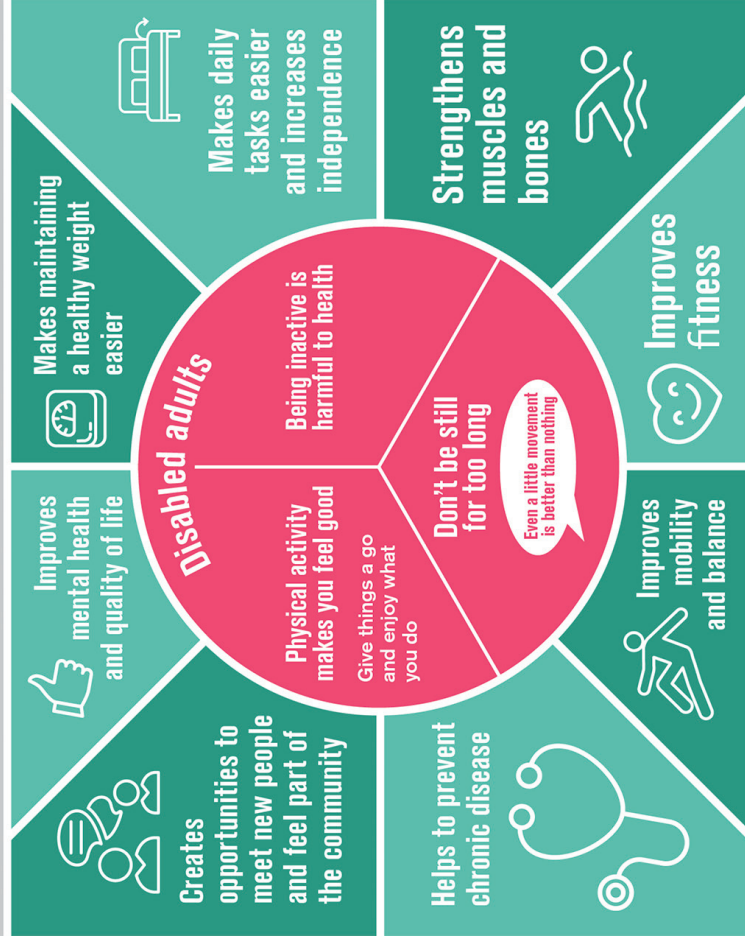 Disabled adults
Physical activity
makes you feel good
Give things a go
and enjoy what
you do
Being inactive is
harmful to health
Don't be still
for too long
Even a little movement
is better than nothing
Improves
mental health
and quality of life
Makes maintaining
a healthy weight
easier
Makes daily
tasks easier
and increases
independence
Strengthens
muscles and
bones
Improves
fitness
Improves
mobility
and balance
Helps to prevent
chronic disease
Creates
opportunities to
meet new people
and feel part of
the community